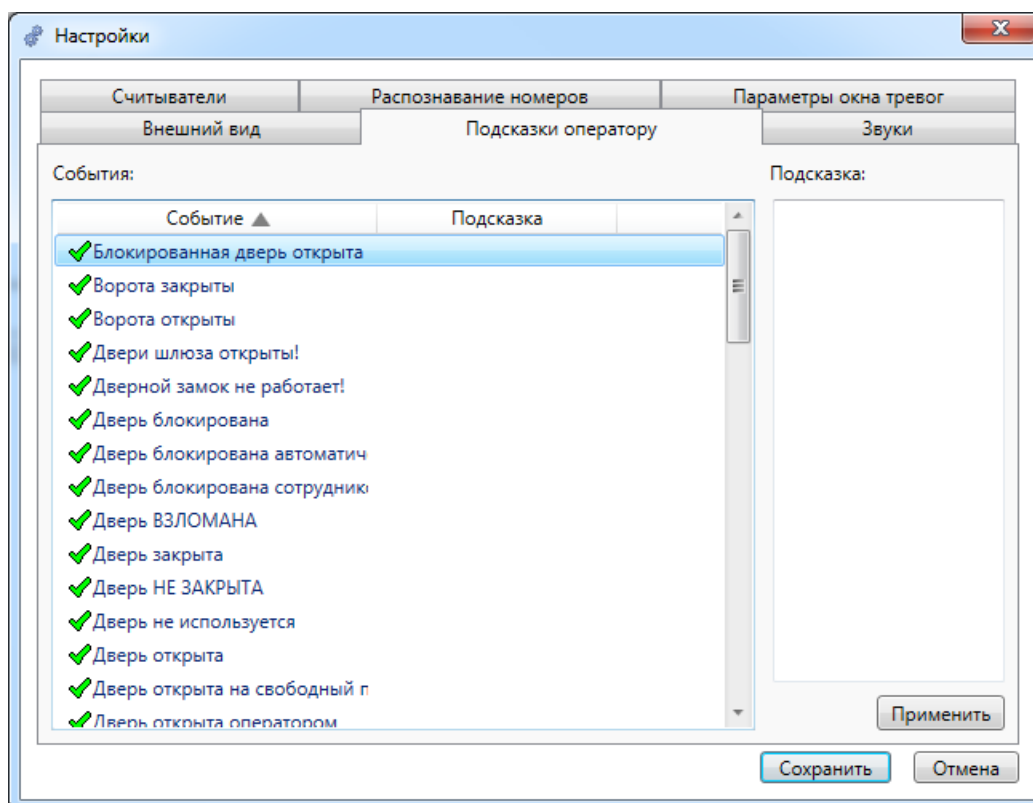 Настройки
Считыватели Распознавание номеров Параметры окна тревог
Внешний вид Подсказки оператору Звуки
События: Подсказка:
Событие Подсказка
Блокированная дверь открыта
Ворота закрыты
Ворота открыты
Двери шлюза открыты!
Дверной замок не работает!
Дверь блокирована
Дверь блокирована автоматич
Дверь блокирована сотруднико
Дверь ВЗЛОМАНА
Дверь закрыта
Дверь НЕ ЗАКРЫТА
Дверь не используется
Дверь открыта
Дверь открыта на свободный п
Дверь открыта оператором
Применить
Сохранить Отмена